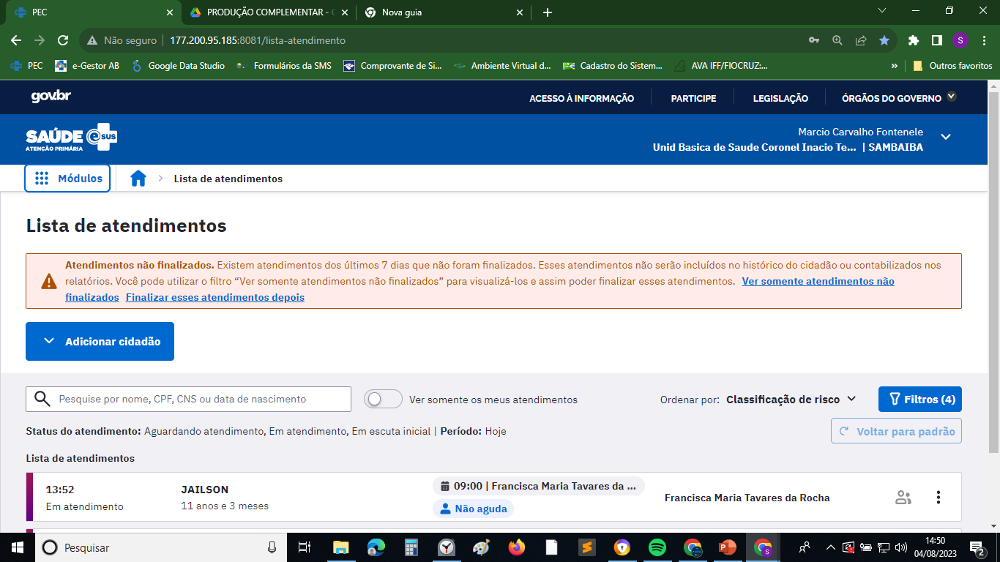 PEC
PRODUÇÃO COMPLEMENTAR - C
Nova guia
Não seguro
177.200.95.185:8081/lista-atendimento
S
PEC
e-Gestor AB
Google Data Studio
Formulários da SMS
Comprovante de Si...
Ambiente Virtual d...
Cadastro do Sistem...
AVA IFF/FIOCRUZ:...
»
Outros favoritos
gov.br
ACESSO À INFORMAÇÃO
PARTICIPE
LEGISLAÇÃO
ÓRGÃOS DO GOVERNO
SAÚDE e SUS
ATENÇÃO PRIMÁRIA
Marcio Carvalho Fontenele
Unid Basica de Saude Coronel Inacio Te... | SAMBAIBA
Módulos
Lista de atendimentos
Lista de atendimentos
Atendimentos não finalizados. Existem atendimentos dos últimos 7 dias que não foram finalizados. Esses atendimentos não serão incluídos no histórico do cidadão ou contabilizados nos
relatórios. Você pode utilizar o filtro “Ver somente atendimentos não finalizados” para visualizá-los e assim poder finalizar esses atendimentos. Ver somente atendimentos não
finalizados Finalizar esses atendimentos depois
Adicionar cidadão
Pesquise por nome, CPF, CNS ou data de nascimento
Ver somente os meus atendimentos
Ordenar por: Classificação de risco
Filtros (4)
Status do atendimento: Aguardando atendimento, Em atendimento, Em escuta inicial | Período: Hoje
Voltar para padrão
Lista de atendimentos
13:52
Em atendimento
JAILSON
11 anos e 3 meses
09:00 | Francisca Maria Tavares da ...
Não aguda
Francisca Maria Tavares da Rocha
Pesquisar
14:50
04/08/2023
2